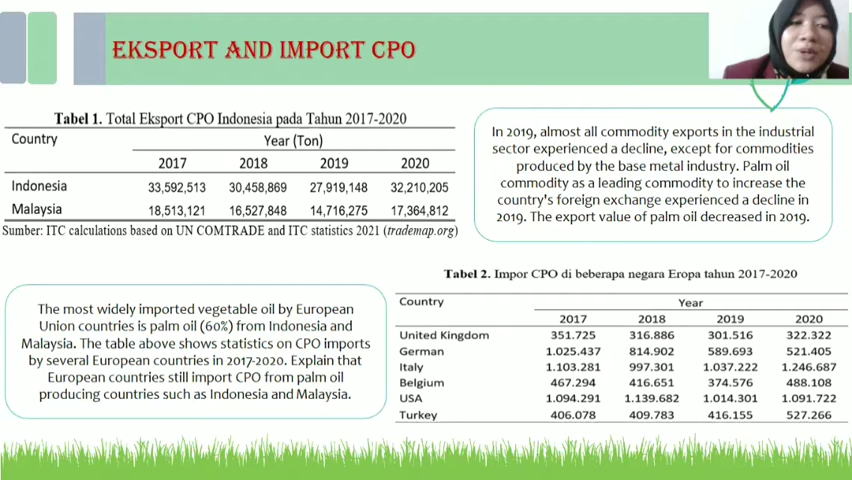 EKSPORT AND IMPORT CPO
Tabel 1. Total Eksport CPO Indonesia pada Tahun 2017-2020
Country Year (Ton)
2017 2018 2019 2020
Indonesia 33,592,513 30,458,869 27,919,148 32,210,205
Malaysia 18,513,121 16,527,848 14,716,275 17,364,812
Sumber: ITC calculations based on UN COMTRADE and ITC statistics 2021 (trademap.org)
In 2019, almost all commodity exports in the industrial
sector experienced a decline, except for commodities
produced by the base metal industry. Palm oil
commodity as a leading commodity to increase the
country's foreign exchange experienced a decline in
2019. The export value of palm oil decreased in 2019.
The most widely imported vegetable oil by European
Union countries is palm oil (60%) from Indonesia and
Malaysia. The table above shows statistics on CPO imports
by several European countries in 2017-2020. Explain that
European countries still import CPO from palm oil
producing countries such as Indonesia and Malaysia.
Tabel 2. Impor CPO di beberapa negara Eropa tahun 2017-2020
Country Year
2017 2018 2019 2020
United Kingdom 351.725 316.886 301.516 322.322
German 1.025.437 814.902 589.693 521.405
Italy 1.103.281 997.301 1.037.222 1.246.687
Belgium 467.294 416.651 374.576 488.108
USA 1.094.291 1.139.682 1.014.301 1.091.722
Turkey 406.078 409.783 416.155 527.266